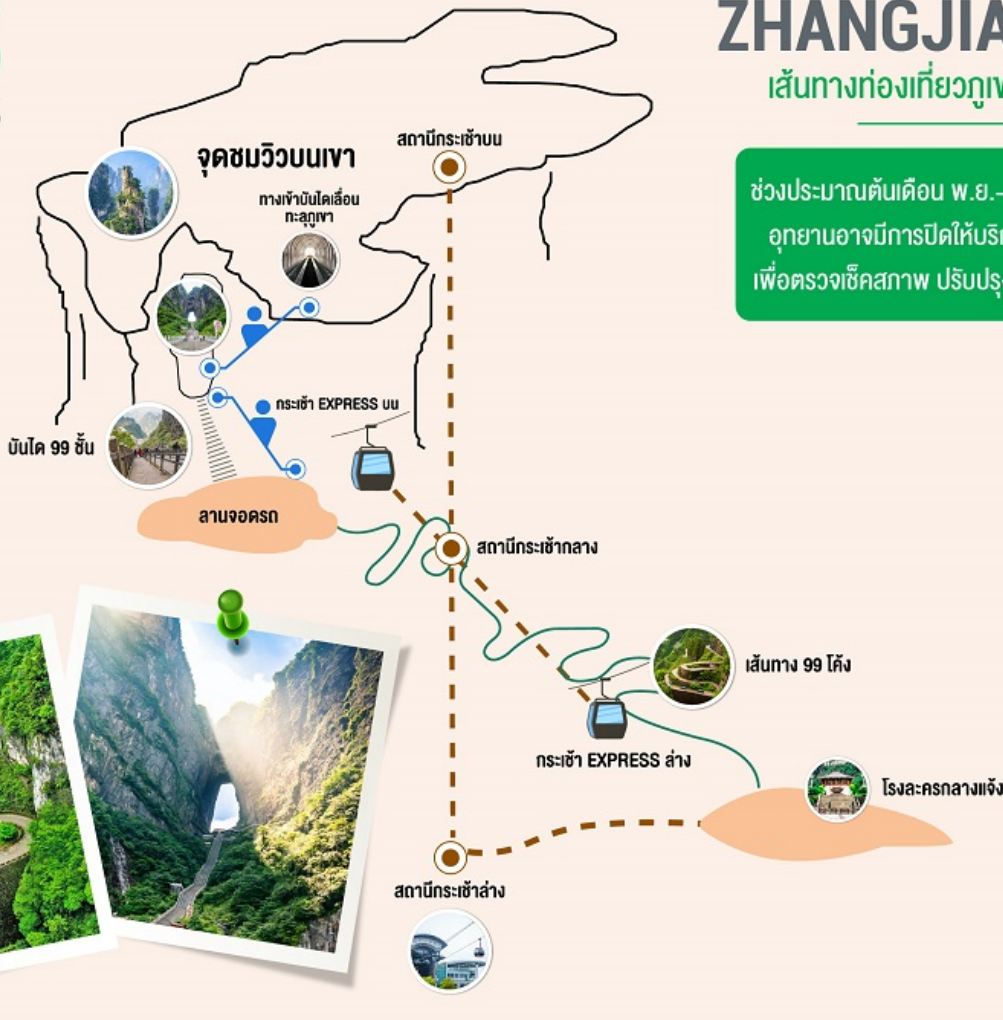 ZHANGJIA
เส้นทางท่องเที่ยวภูเข
ช่วงประมาณต้นเดือน พ.ย.-
อุทยานอาจมีการปิดให้บริ
เพื่อตรวจเช็คสภาพ ปรับปรุ
สถานีกระเช้าบน
จุดชมวิวบนเขา
ทางเข้าบันไดเลื่อน
ทะลุภูเขา
กระเช้า EXPRESS บน
บันได 99 ชั้น
ลานจอดรถ
สถานีกระเช้ากลาง
เส้นทาง 99 โค้ง
กระเช้า EXPRESS ล่าง
โรงละครกลางแจ้ง
สถานีกระเช้าล่าง